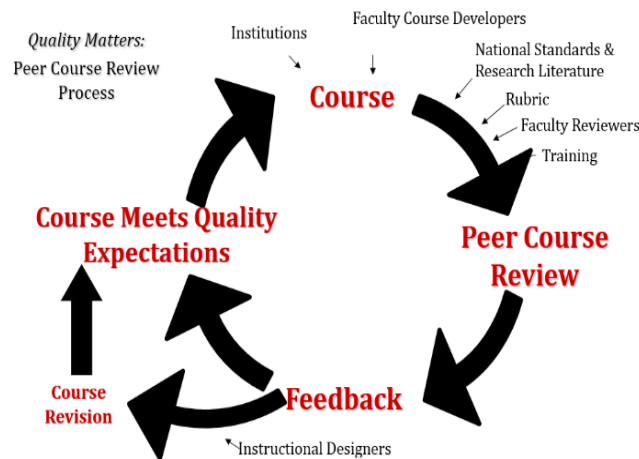 Quality Matters:
Peer Course Review
Process
Institutions
Faculty Course Developers
National Standards &
Research Literature
Rubric
Faculty Reviewers
Training
Course
Peer Course
Review
Feedback
Instructional Designers
Course
Revision
Course Meets Quality
Expectations